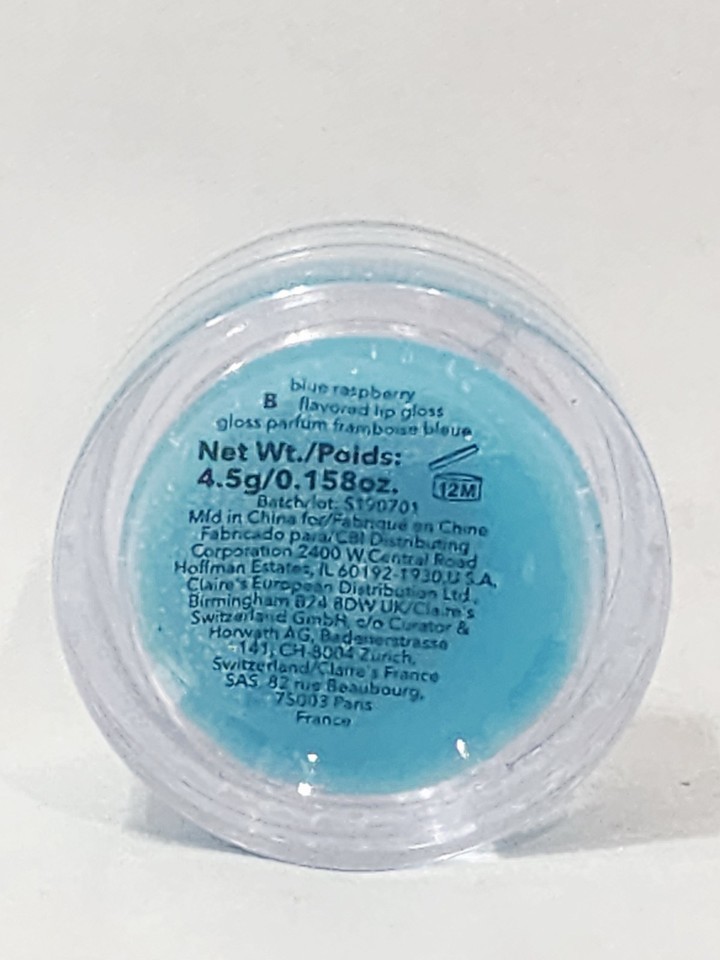 blue raspberry
B flavored lip gloss
gloss parfum framboise bleue
Net Wt./Poids:
4.5g/0.158oz.
12M
Batch/lot: S190701
Mfd in China for/Fabriqué en Chine
Fabricado para/CBI Distributing
Corporation 2400 W.Central Road
Hoffman Estates, IL 60192-1930,U.S.A.
Claire's European Distribution Ltd.,
Birmingham B24 8DW UK/Claire's
Switzerland GmbH, c/o Curator &
Horwath AG, Badenerstrasse
141, CH-8004 Zurich,
Switzerland/Claire's France
SAS 82 rue Beaubourg,
75003 Paris
France